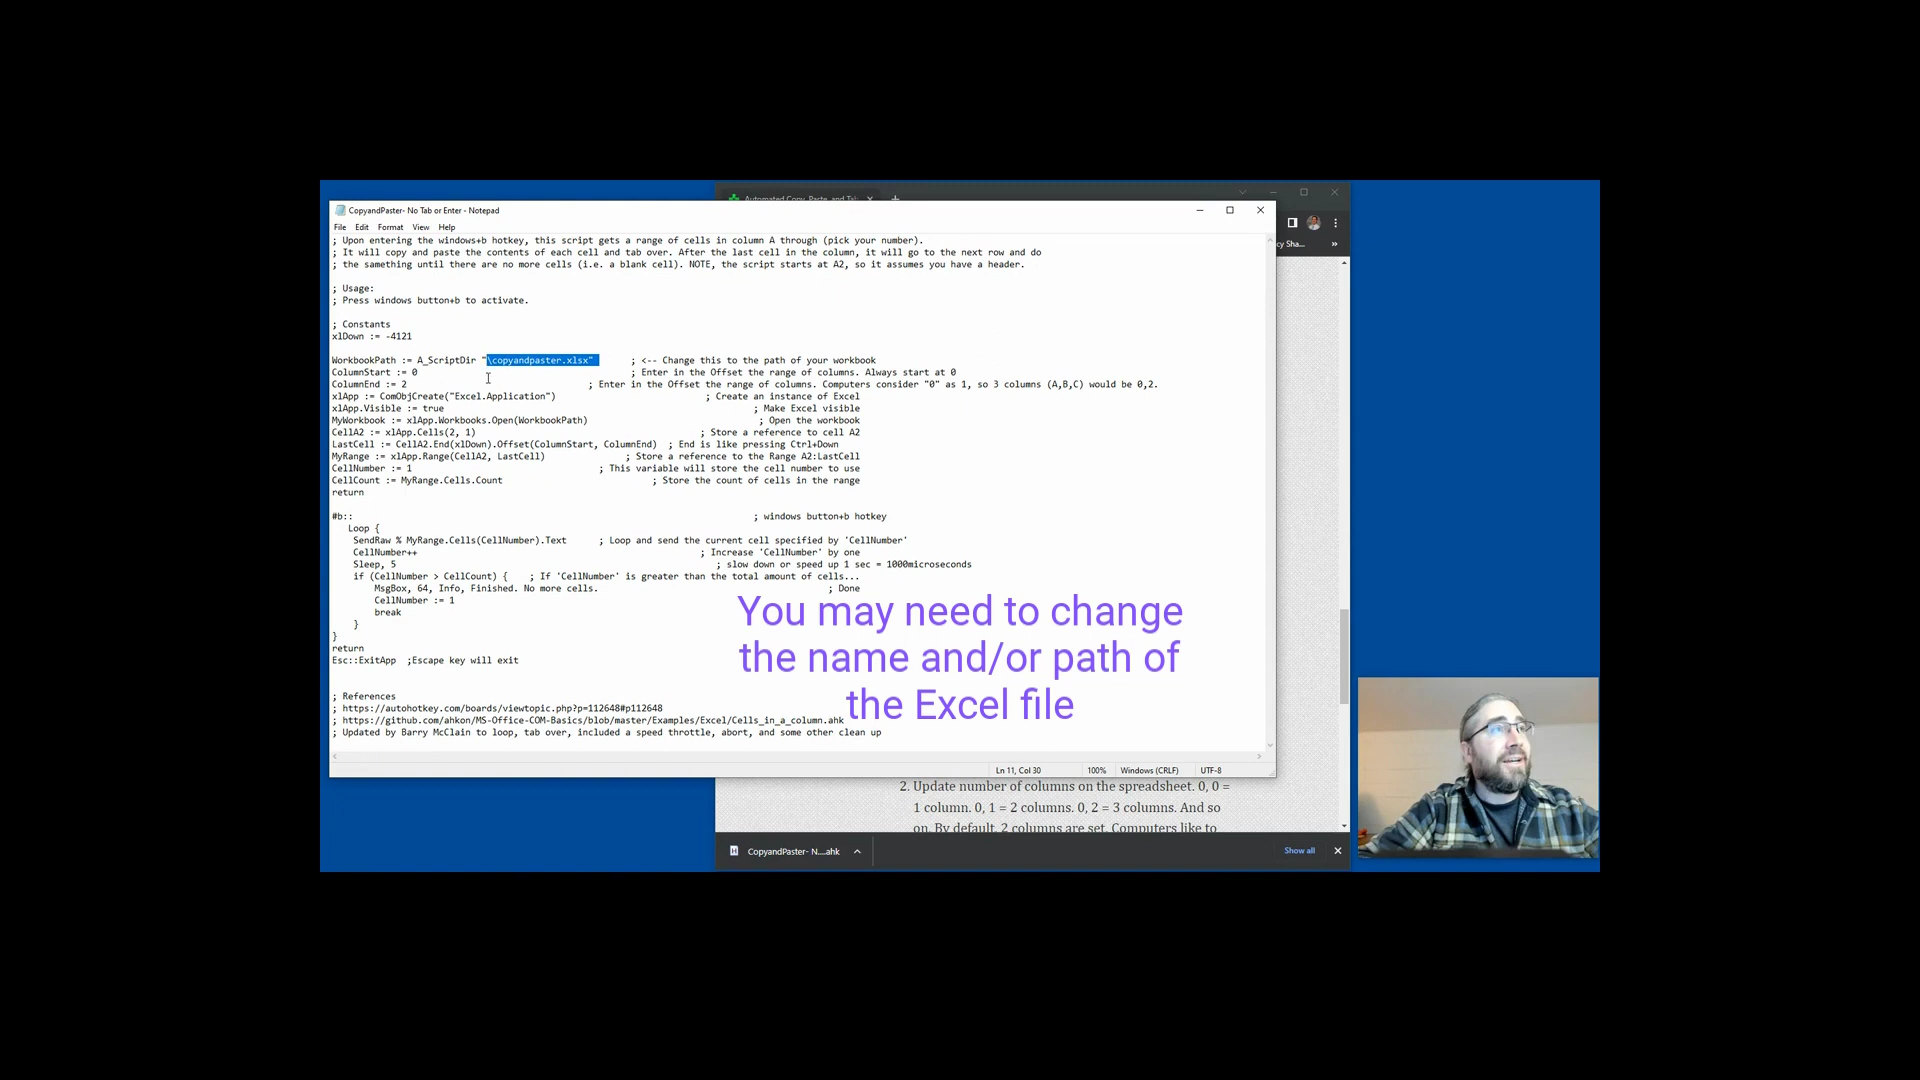 Automated Copy, Paste, and Tab
CopyandPaster- No Tab or Enter - Notepad
File Edit Format View Help
cy Sha... »
; Upon entering the windows+b hotkey, this script gets a range of cells in column A through (pick your number).
; It will copy and paste the contents of each cell and tab over. After the last cell in the column, it will go to the next row and do
; the samething until there are no more cells (i.e. a blank cell). NOTE, the script starts at A2, so it assumes you have a header.
; Usage:
; Press windows button+b to activate.
; Constants
xlDown := -4121
WorkbookPath := A_ScriptDir "\copyandpaster.xlsx" ; <-- Change this to the path of your workbook
ColumnStart := 0 ; Enter in the Offset the range of columns. Always start at 0
ColumnEnd := 2 ; Enter in the Offset the range of columns. Computers consider "0" as 1, so 3 columns (A,B,C) would be 0,2.
xlApp := ComObjCreate("Excel.Application") ; Create an instance of Excel
xlApp.Visible := true ; Make Excel visible
MyWorkbook := xlApp.Workbooks.Open(WorkbookPath) ; Open the workbook
CellA2 := xlApp.Cells(2, 1) ; Store a reference to cell A2
LastCell := CellA2.End(xlDown).Offset(ColumnStart, ColumnEnd) ; End is like pressing Ctrl+Down
MyRange := xlApp.Range(CellA2, LastCell) ; Store a reference to the Range A2:LastCell
CellNumber := 1 ; This variable will store the cell number to use
CellCount := MyRange.Cells.Count ; Store the count of cells in the range
return
#b:: ; windows button+b hotkey
Loop {
SendRaw % MyRange.Cells(CellNumber).Text ; Loop and send the current cell specified by 'CellNumber'
CellNumber++ ; Increase 'CellNumber' by one
Sleep, 5 ; slow down or speed up 1 sec = 1000microseconds
if (CellNumber > CellCount) { ; If 'CellNumber' is greater than the total amount of cells...
MsgBox, 64, Info, Finished. No more cells. ; Done
CellNumber := 1
break
}
}
return
Esc::ExitApp ;Escape key will exit
; References
; https://autohotkey.com/boards/viewtopic.php?p=112648#p112648
; https://github.com/ahkon/MS-Office-COM-Basics/blob/master/Examples/Excel/Cells_in_a_column.ahk
; Updated by Barry McClain to loop, tab over, included a speed throttle, abort, and some other clean up
You may need to change
the name and/or path of
the Excel file
Ln 11, Col 30 100% Windows (CRLF) UTF-8
2. Update number of columns on the spreadsheet. 0, 0 =
1 column. 0, 1 = 2 columns. 0, 2 = 3 columns. And so
on. By default, 2 columns are set. Computers like to
CopyandPaster- N....ahk
Show all